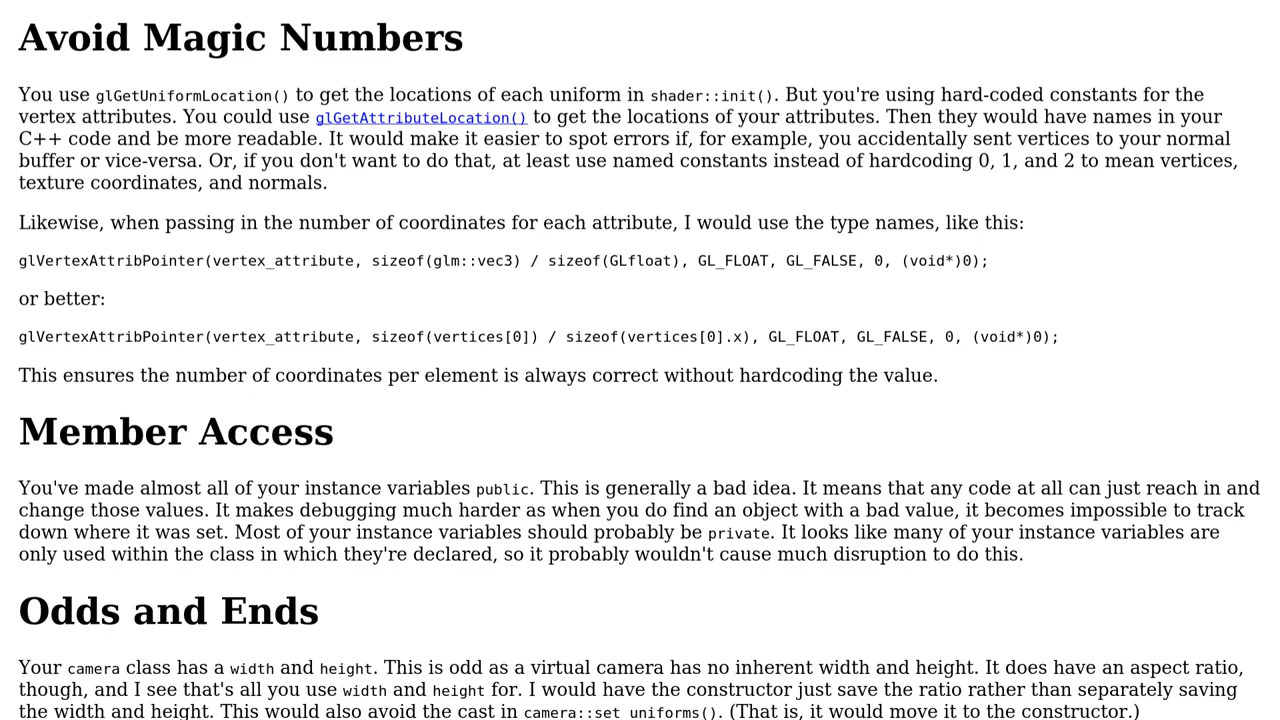 Avoid Magic Numbers
You use glGetUniformLocation() to get the locations of each uniform in shader::init(). But you're using hard-coded constants for the
vertex attributes. You could use glGetAttributeLocation() to get the locations of your attributes. Then they would have names in your
C++ code and be more readable. It would make it easier to spot errors if, for example, you accidentally sent vertices to your normal
buffer or vice-versa. Or, if you don't want to do that, at least use named constants instead of hardcoding 0, 1, and 2 to mean vertices,
texture coordinates, and normals.
Likewise, when passing in the number of coordinates for each attribute, I would use the type names, like this:
glVertexAttribPointer(vertex_attribute, sizeof(glm::vec3) / sizeof(GLfloat), GL_FLOAT, GL_FALSE, 0, (void*)0);
or better:
glVertexAttribPointer(vertex_attribute, sizeof(vertices[0]) / sizeof(vertices[0].x), GL_FLOAT, GL_FALSE, 0, (void*)0);
This ensures the number of coordinates per element is always correct without hardcoding the value.
Member Access
You've made almost all of your instance variables public. This is generally a bad idea. It means that any code at all can just reach in and
change those values. It makes debugging much harder as when you do find an object with a bad value, it becomes impossible to track
down where it was set. Most of your instance variables should probably be private. It looks like many of your instance variables are
only used within the class in which they're declared, so it probably wouldn't cause much disruption to do this.
Odds and Ends
Your camera class has a width and height. This is odd as a virtual camera has no inherent width and height. It does have an aspect ratio,
though, and I see that's all you use width and height for. I would have the constructor just save the ratio rather than separately saving
the width and height. This would also avoid the cast in camera::set_uniforms(). (That is, it would move it to the constructor.)